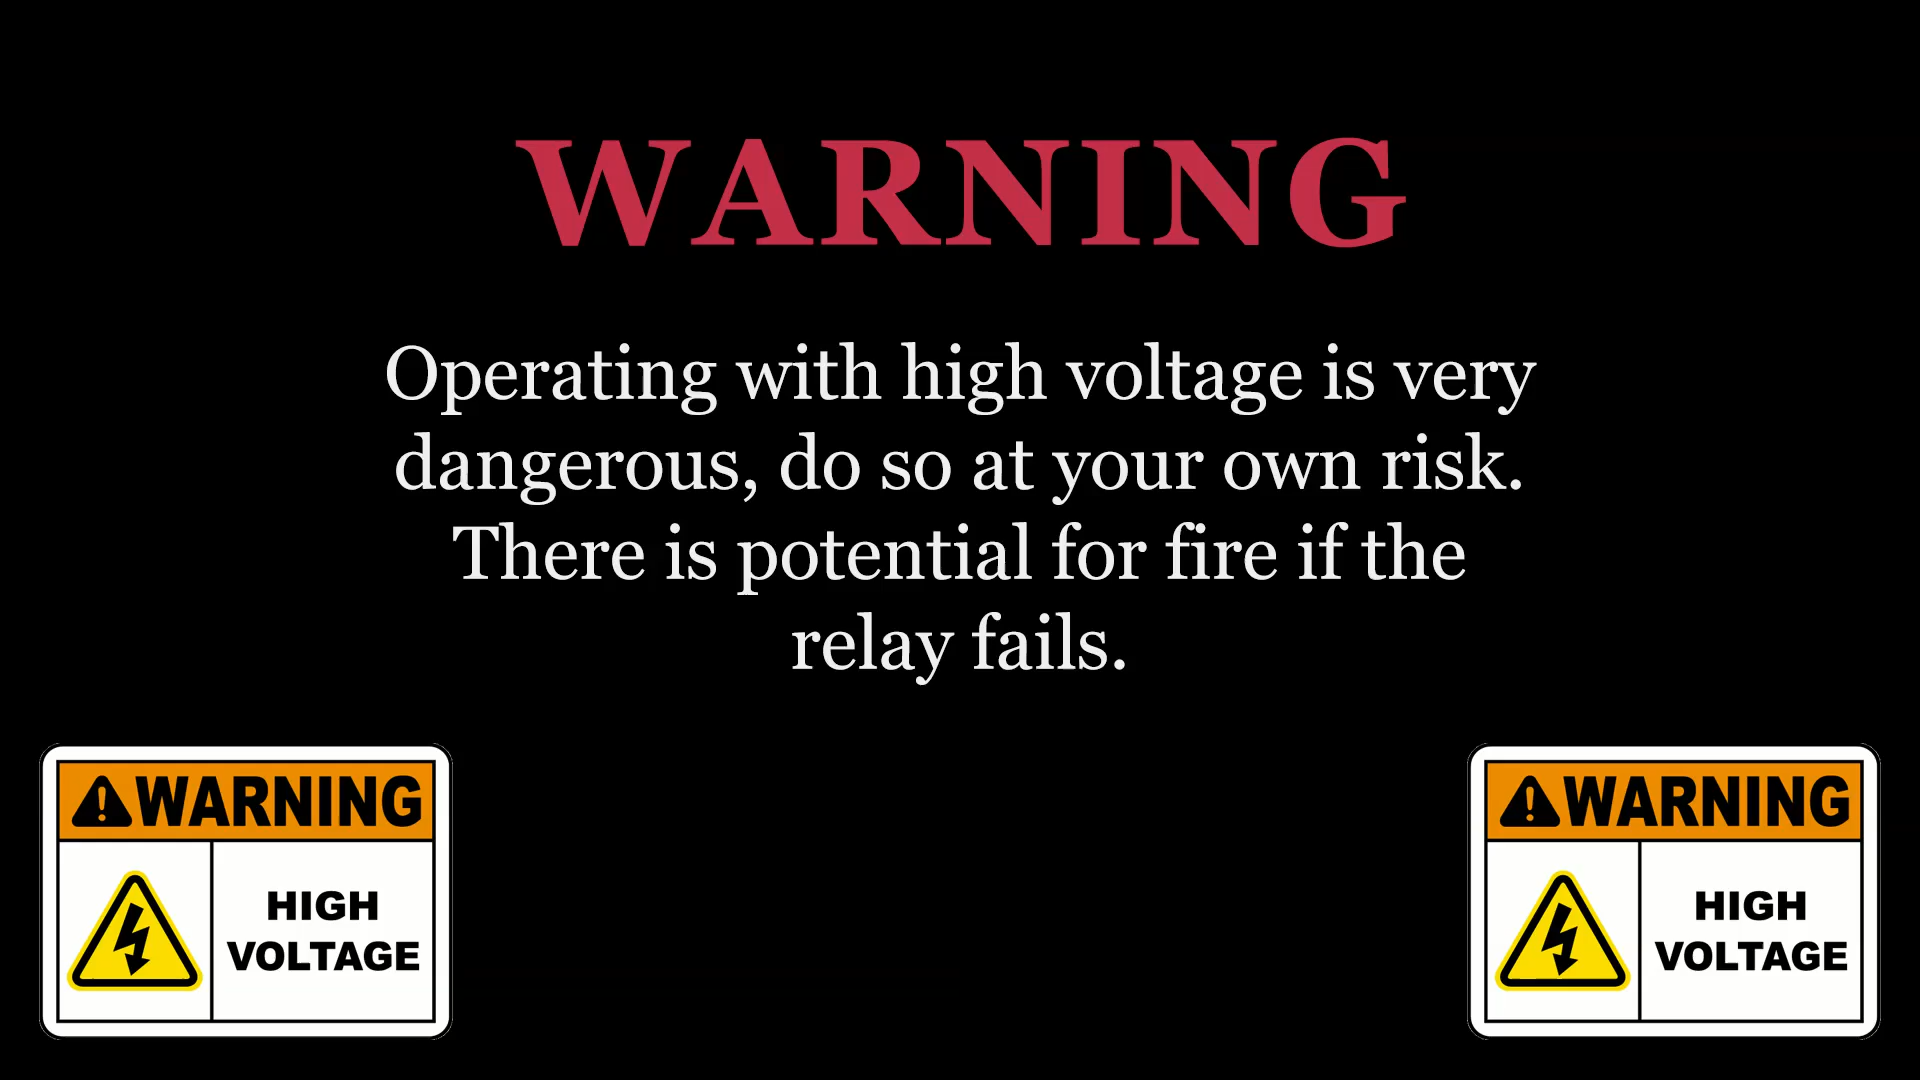 WARNING
Operating with high voltage is very
dangerous, do so at your own risk.
There is potential for fire if the
relay fails.
WARNING
HIGH
VOLTAGE
WARNING
HIGH
VOLTAGE